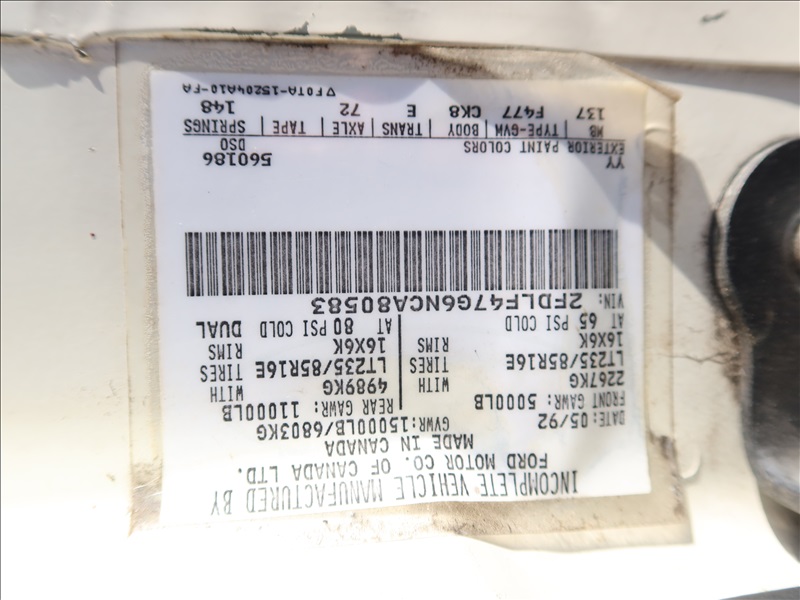 INCOMPLETE VEHICLE MANUFACTURED BY
FORD MOTOR CO. OF CANADA LTD.
MADE IN CANADA
DATE: 05/92 GVWR: 15000LB/6803KG
FRONT GAWR: 5000LB REAR GAWR: 11000LB
2267KG WITH 4989KG WITH
LT235/85R16E TIRES LT235/85R16E TIRES
16X6K RIMS 16X6K RIMS
AT 65 PSI COLD AT 80 PSI COLD DUAL
VIN: 2FDLF47G6NCA80583
EXTERIOR PAINT COLORS DSO
YY 560186
WB | TYPE-GVW | BODY | TRANS | AXLE | TAPE | SPRINGS
137 F477 CK8 E 72 148
▽F0TA-15204A10-FA